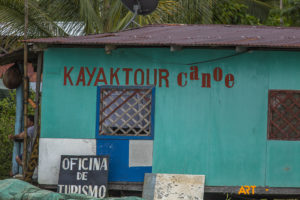 KAYAKTOUR canoe
OFICINA
DE
TURISMO
ART